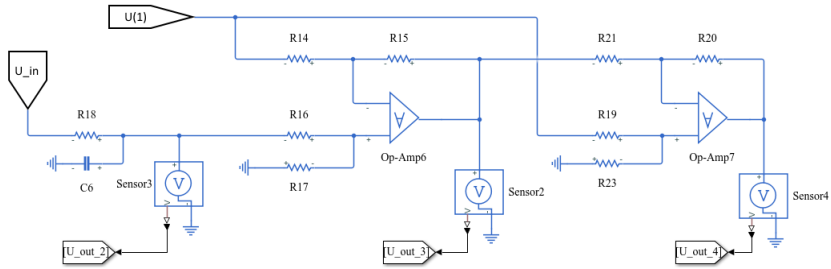 U(1)
R14
R15
R21
R20
U_in
R18
R16
R19
Op-Amp6
Op-Amp7
C6
Sensor3
V
R17
R23
Sensor2
V
Sensor4
V
[U_out_2]
[U_out_3]
[U_out_4]